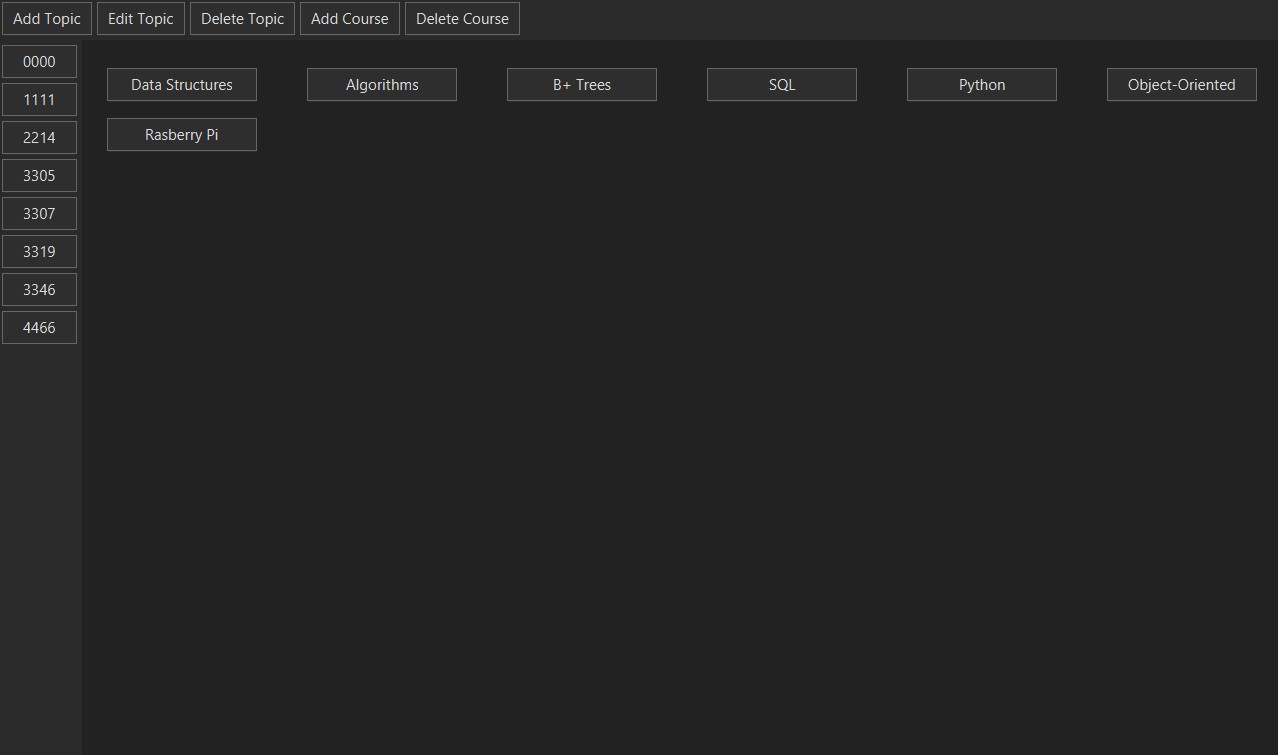 Add Topic Edit Topic Delete Topic Add Course Delete Course
0000
1111
2214
3305
3307
3319
3346
4466
Data Structures Algorithms B+ Trees SQL Python Object-Oriented
Rasberry Pi